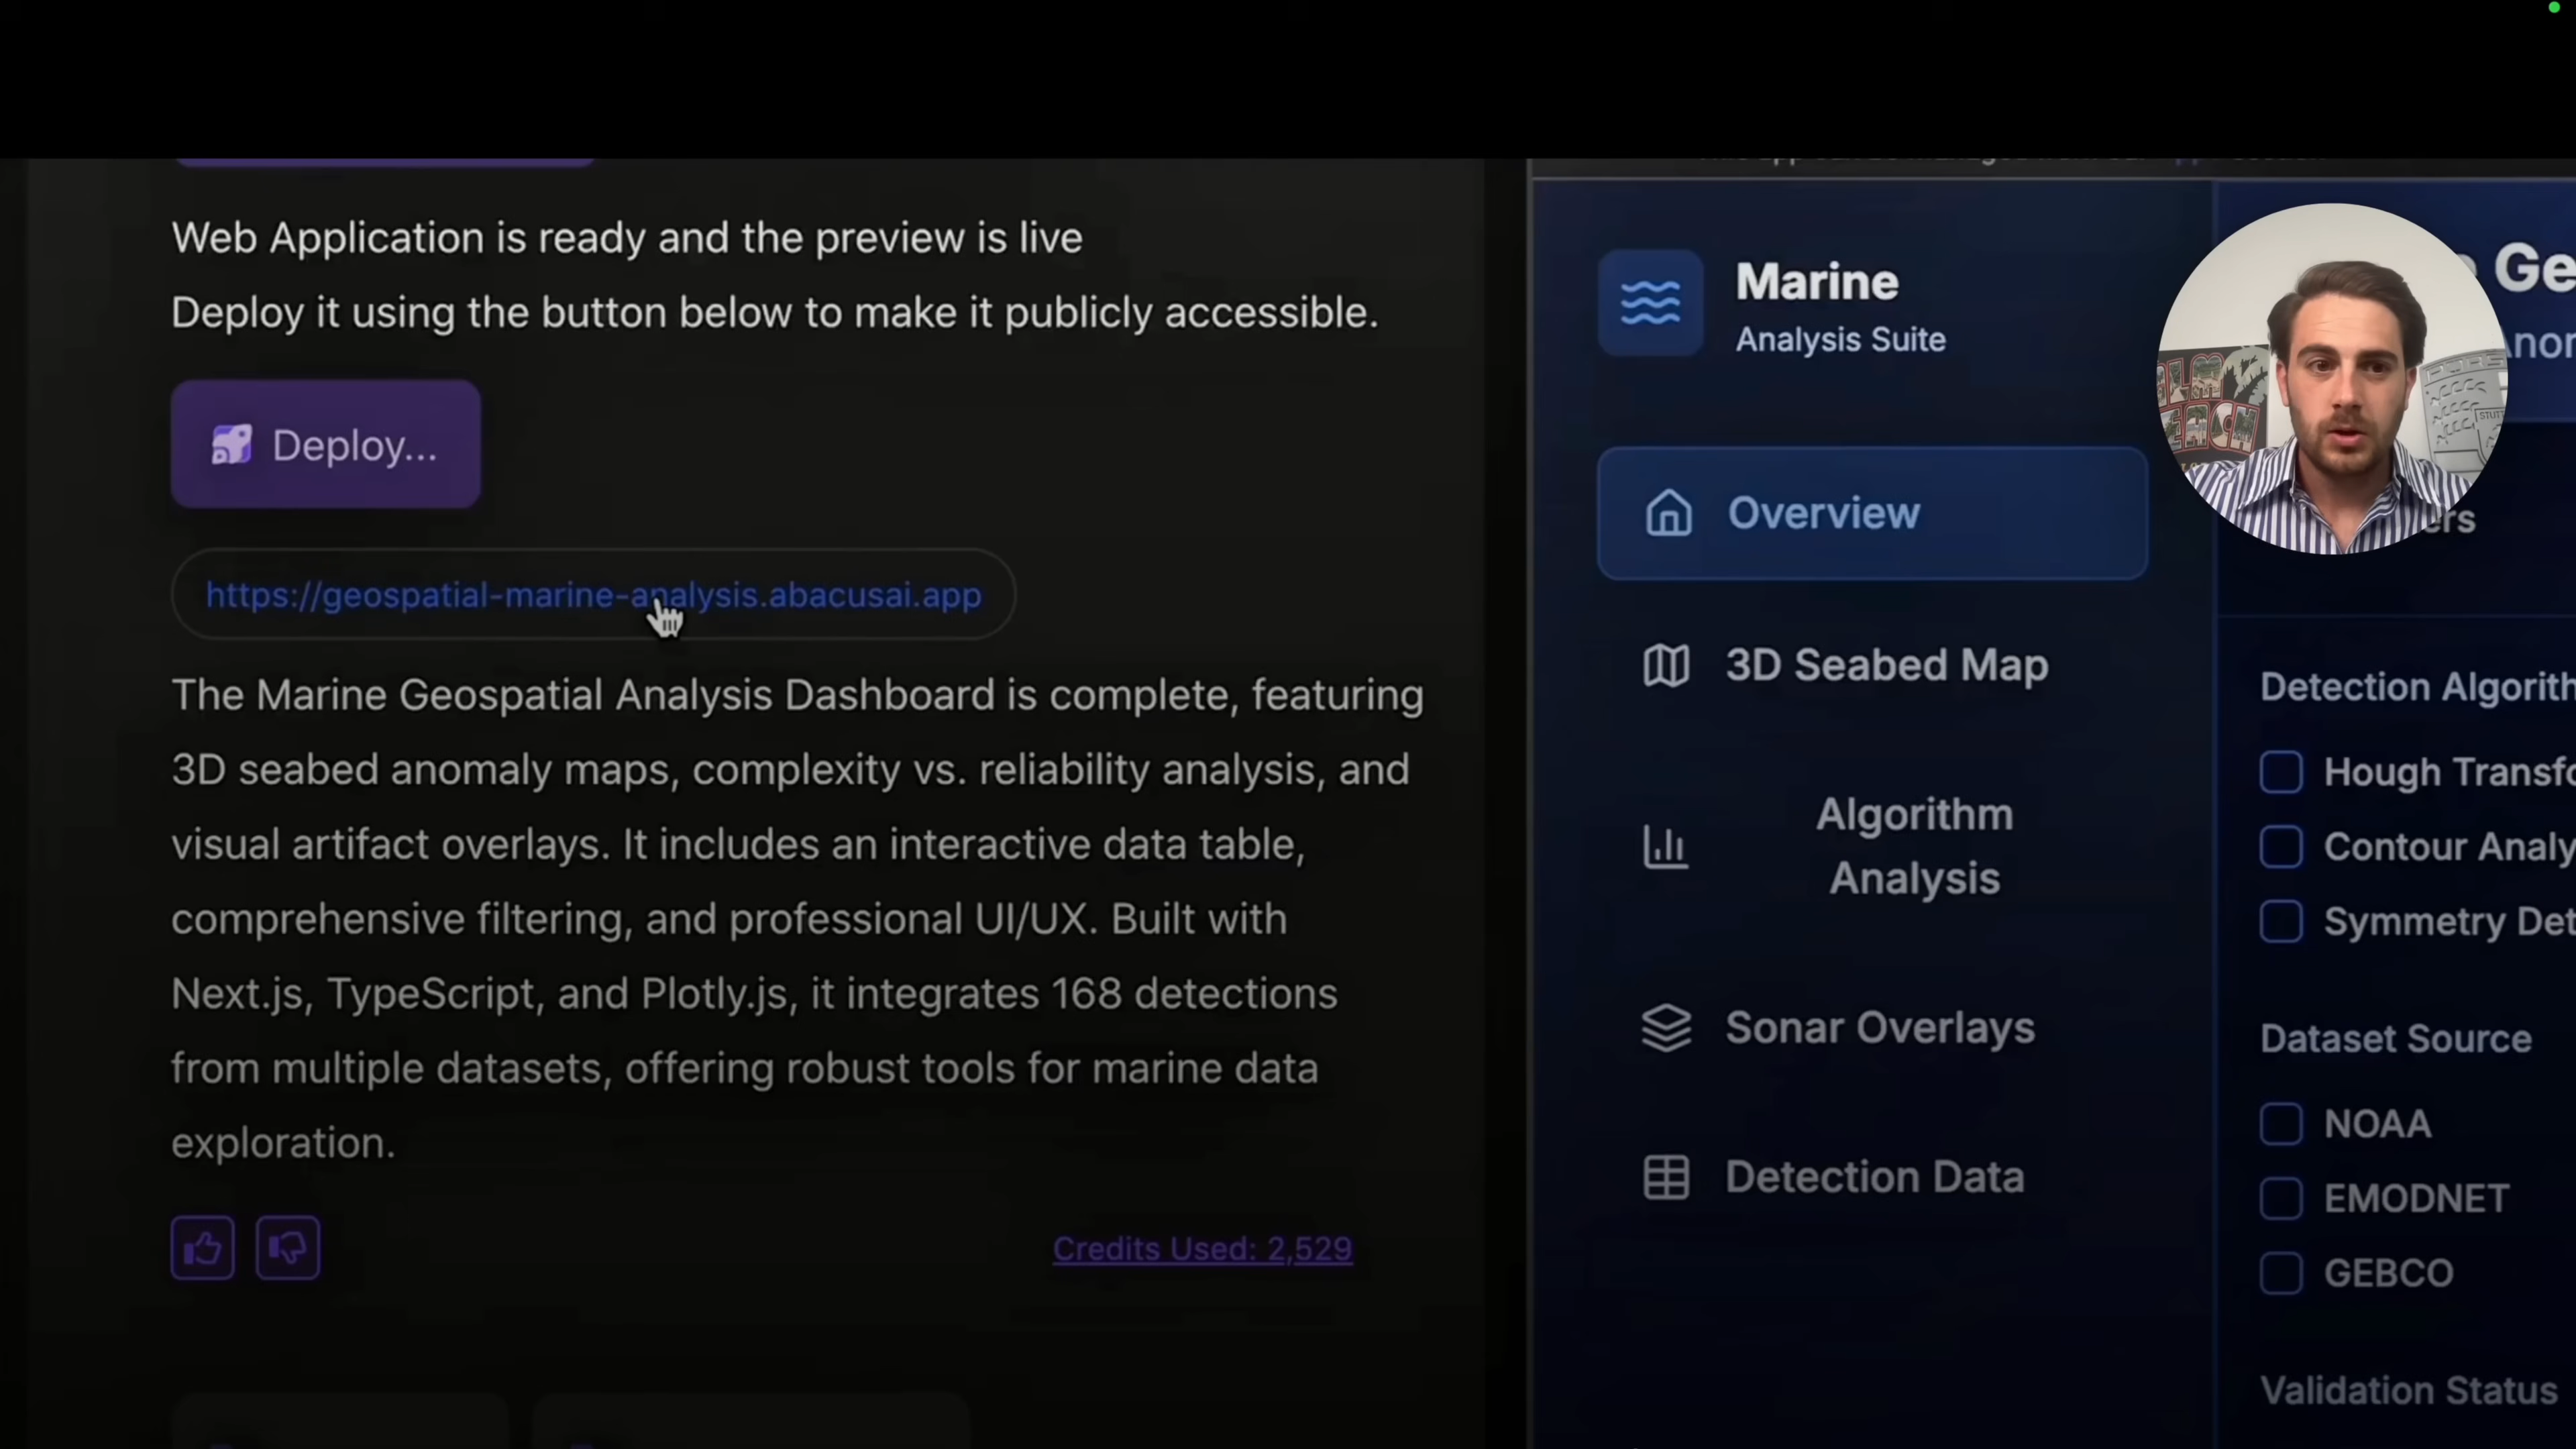 Web Application is ready and the preview is live
Deploy it using the button below to make it publicly accessible.
Deploy...
https://geospatial-marine-analysis.abacusai.app
The Marine Geospatial Analysis Dashboard is complete, featuring
3D seabed anomaly maps, complexity vs. reliability analysis, and
visual artifact overlays. It includes an interactive data table,
comprehensive filtering, and professional UI/UX. Built with
Next.js, TypeScript, and Plotly.js, it integrates 168 detections
from multiple datasets, offering robust tools for marine data
exploration.
Credits Used: 2,529
Marine
Analysis Suite
Overview
3D Seabed Map
Algorithm
Analysis
Sonar Overlays
Detection Data
Ge
Anom
ers
Detection Algorith
Hough Transfo
Contour Analy
Symmetry Det
Dataset Source
NOAA
EMODNET
GEBCO
Validation Status